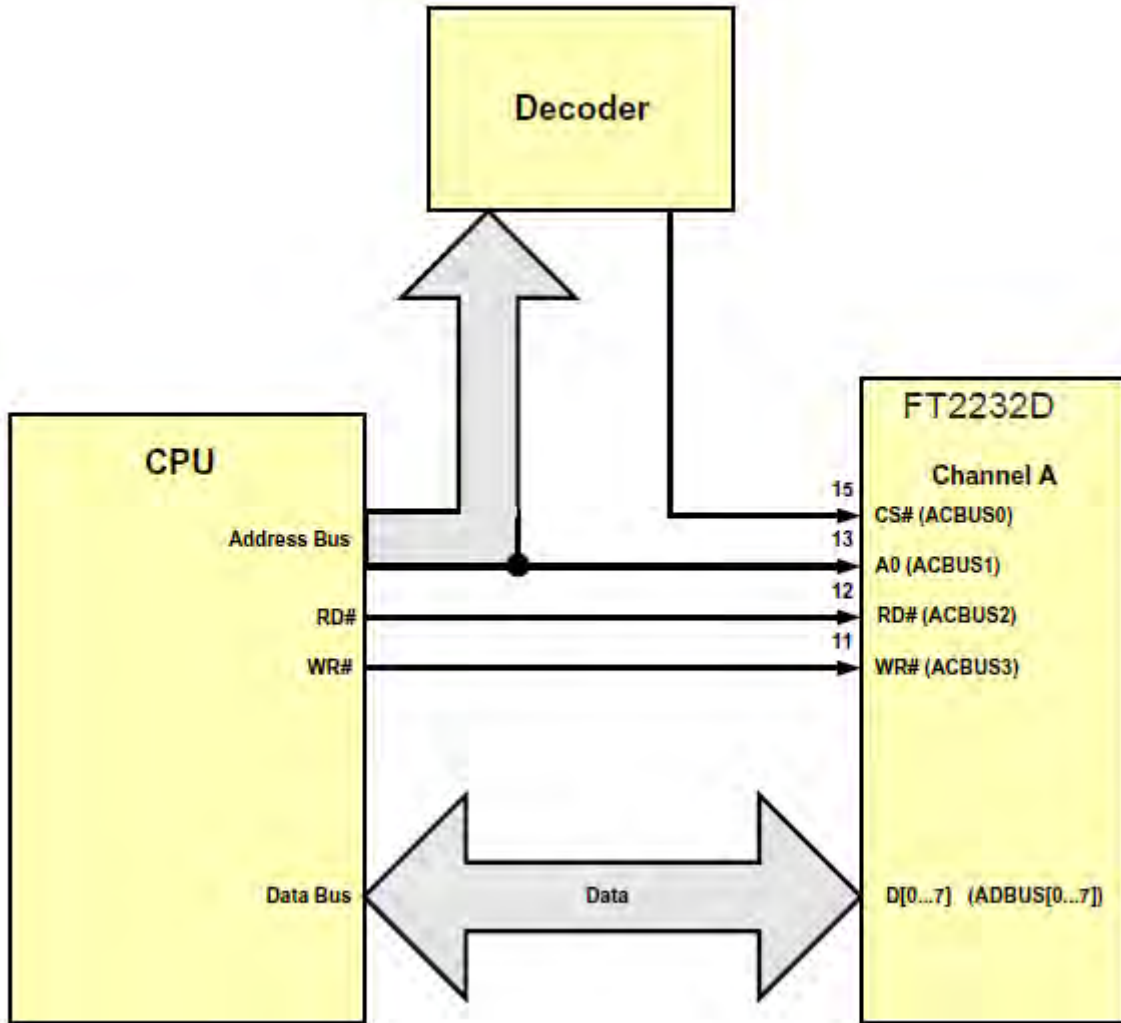 Decoder
FT2232D
CPU
Channel A
15
CS# (ACBUS0)
Address Bus
13
A0 (ACBUS1)
12
RD#
RD# (ACBUS2)
11
WR#
WR# (ACBUS3)
Data Bus
Data
D[0...7] (ADBUS[0...7])